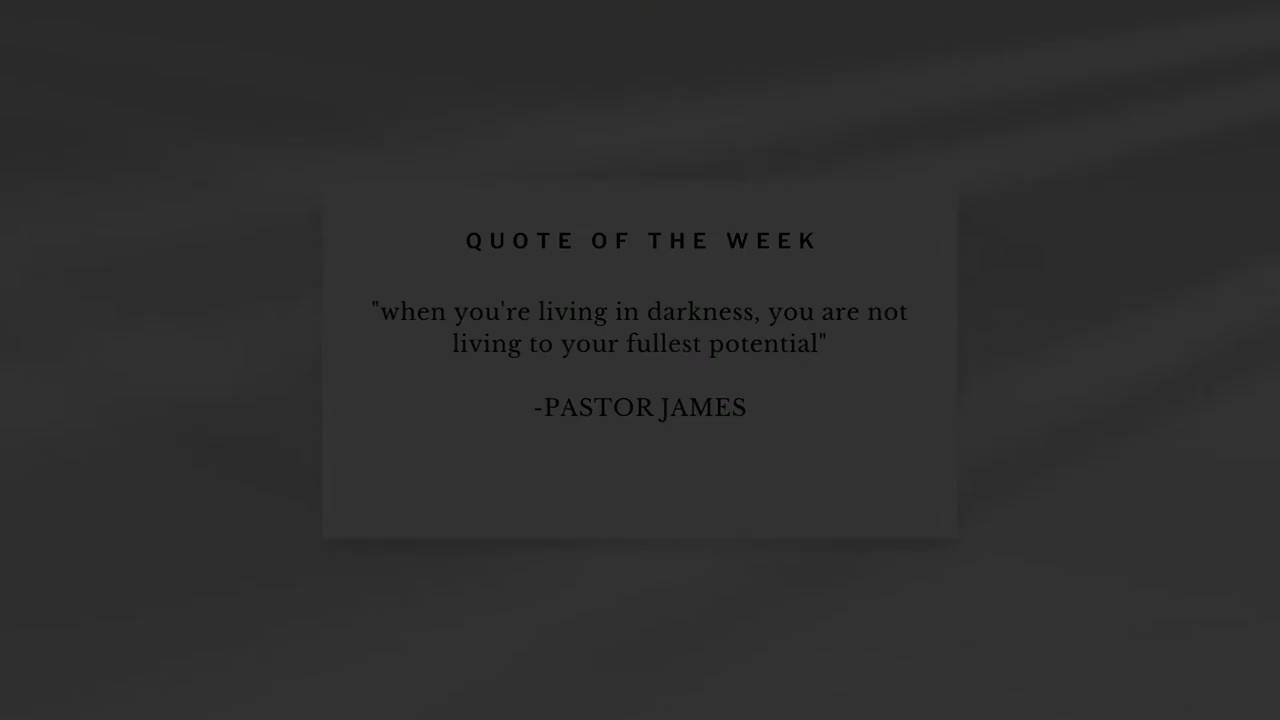 QUOTE OF THE WEEK
"when you're living in darkness, you are not
living to your fullest potential"
-PASTOR JAMES